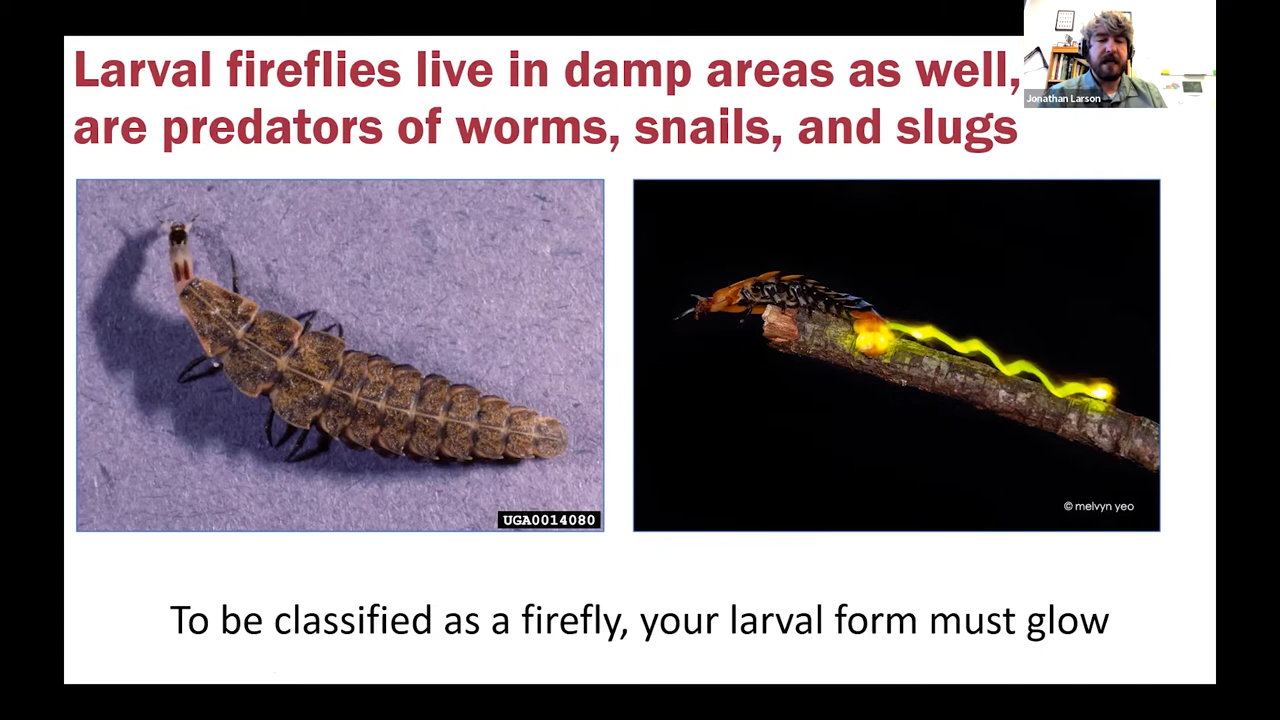 Larval fireflies live in damp areas as well,
are predators of worms, snails, and slugs
Jonathan Larson
UGA0014080
© melvyn yeo
To be classified as a firefly, your larval form must glow